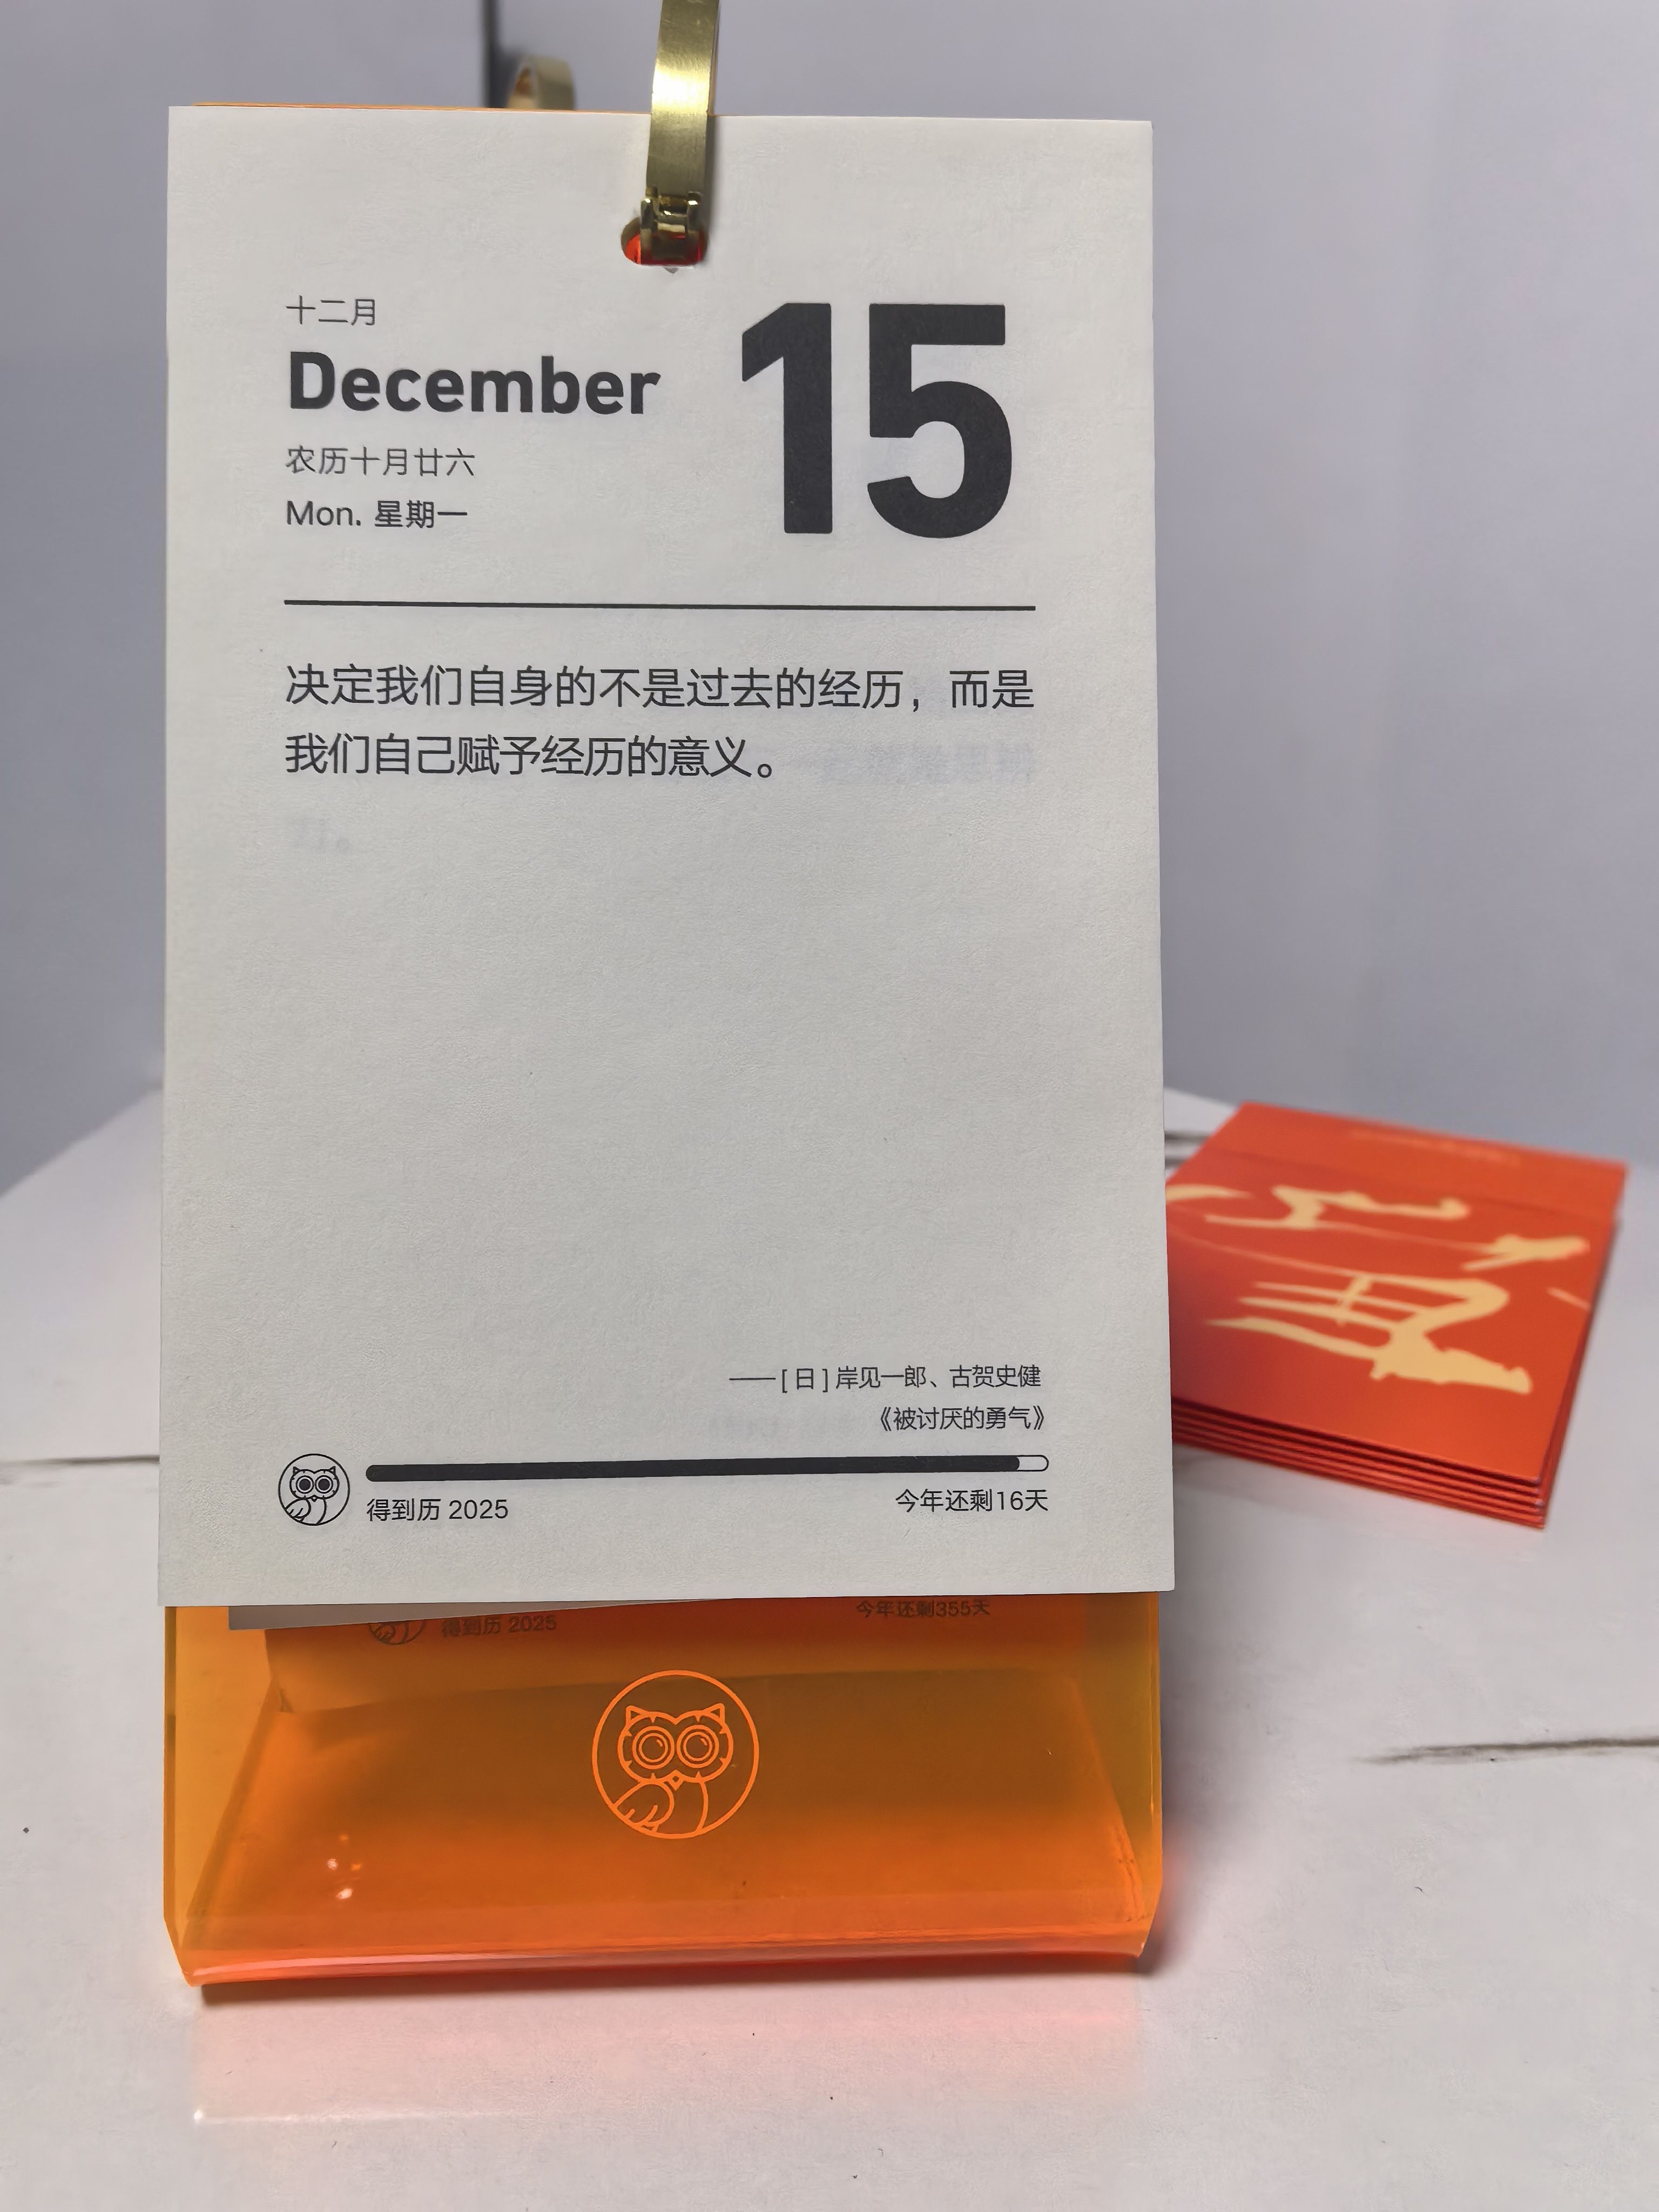 十二月
December
15
农历十月廿六
Mon. 星期一
决定我们自身的不是过去的经历，而是
我们自己赋予经历的意义。
——[ 日 ] 岸见一郎、古贺史健
《被讨厌的勇气》
得到历 2025
今年还剩16天
得到历 2025
今年还剩355天